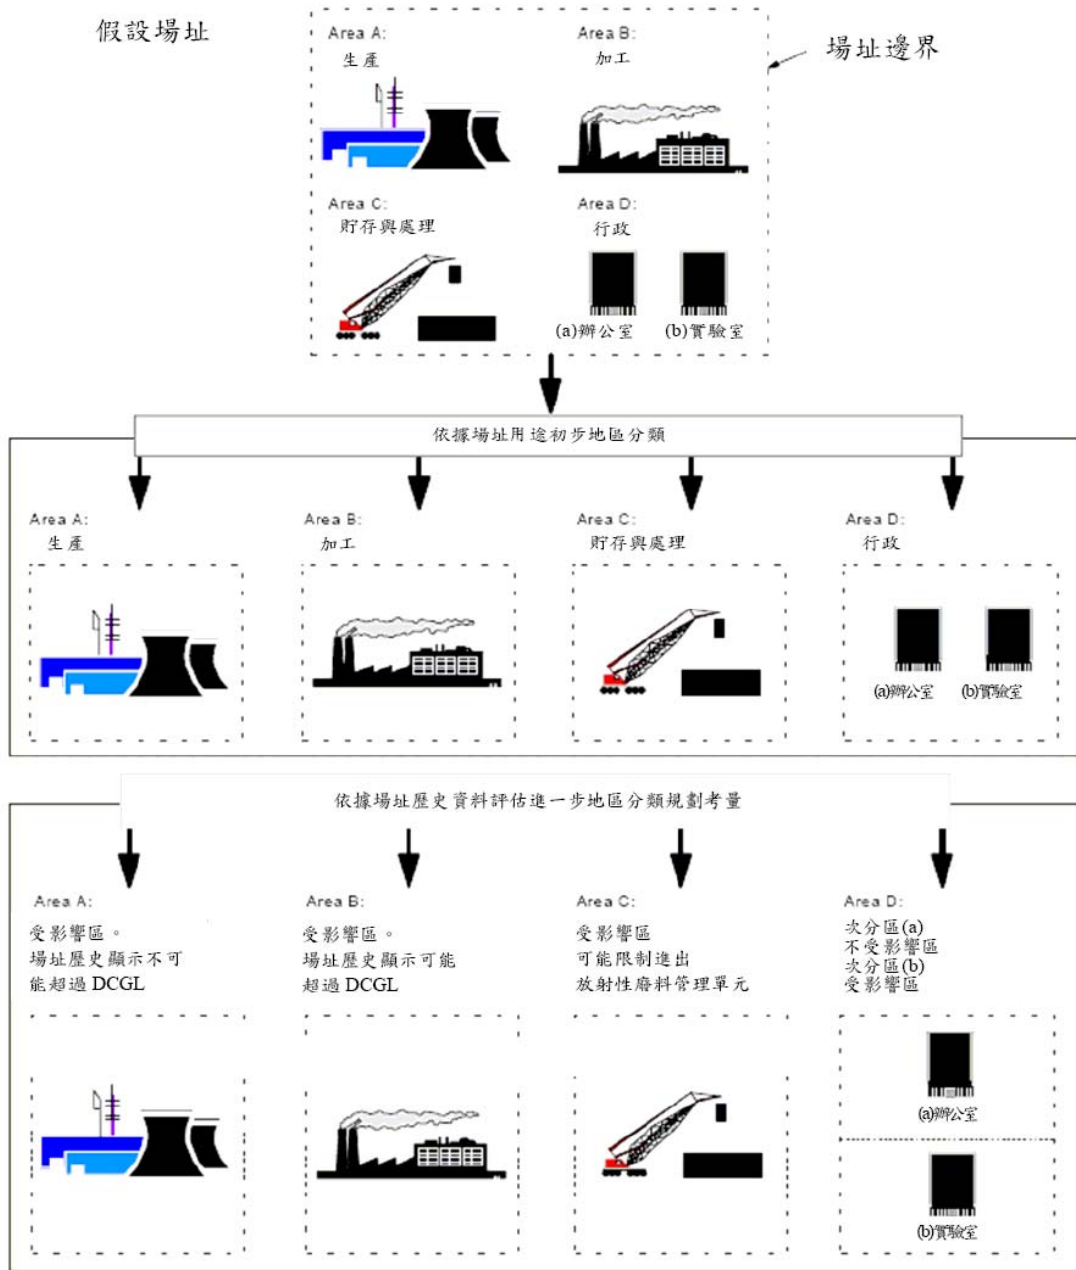 假設場址
Area A:
生產
Area B:
加工
場址邊界
Area C:
貯存與處理
Area D:
行政
(a)辦公室
(b)實驗室
依據場址用途初步地區分類
Area A:
生產
Area B:
加工
Area C:
貯存與處理
Area D:
行政
(a)辦公室
(b)實驗室
依據場址歷史資料評估進一步地區分類規劃考量
Area A:
受影響區。
場址歷史顯示不可
能超過 DCGL
Area B:
受影響區。
場址歷史顯示可能
超過 DCGL
Area C:
受影響區
可能限制進出
放射性廢料管理單元
Area D:
次分區(a)
不受影響區
次分區(b)
受影響區
(a)辦公室
(b)實驗室